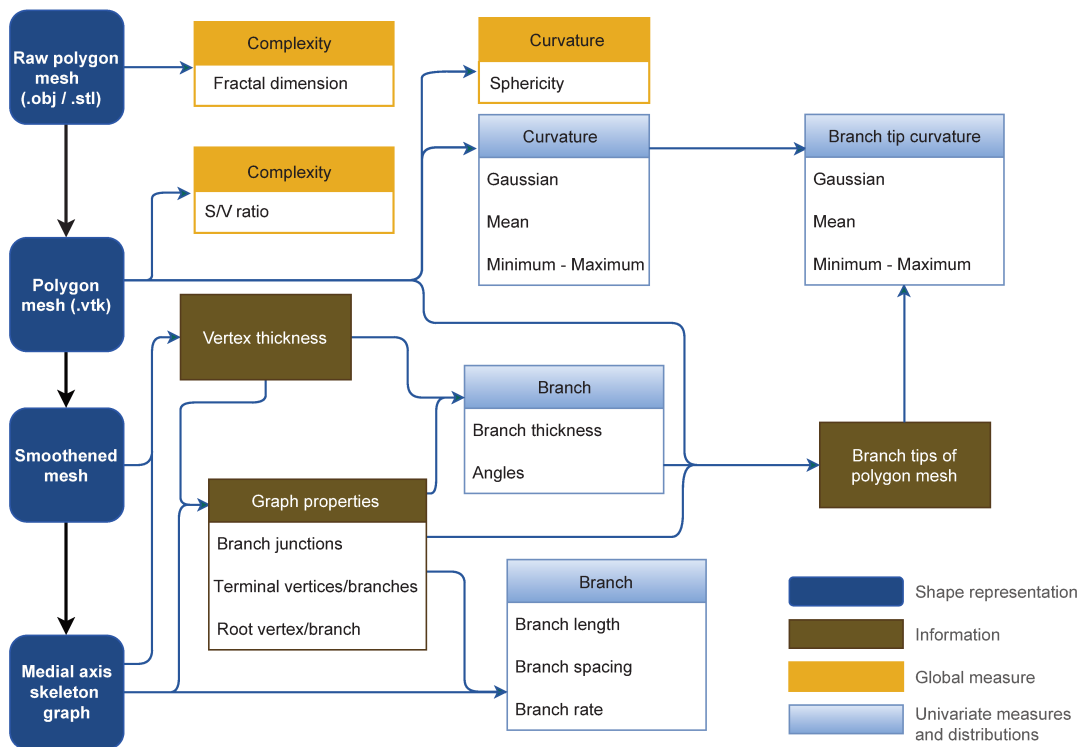 Raw polygon
mesh
(.obj / .stl)
Complexity
Fractal dimension
Curvature
Sphericity
Complexity
S/V ratio
Curvature
Gaussian
Mean
Minimum - Maximum
Branch tip curvature
Gaussian
Mean
Minimum - Maximum
Polygon
mesh (.vtk)
Vertex thickness
Branch
Branch thickness
Angles
Smoothened
mesh
Branch tips of
polygon mesh
Graph properties
Branch junctions
Terminal vertices/branches
Root vertex/branch
Branch
Branch length
Branch spacing
Branch rate
Medial axis
skeleton
graph
Shape representation
Information
Global measure
Univariate measures
and distributions